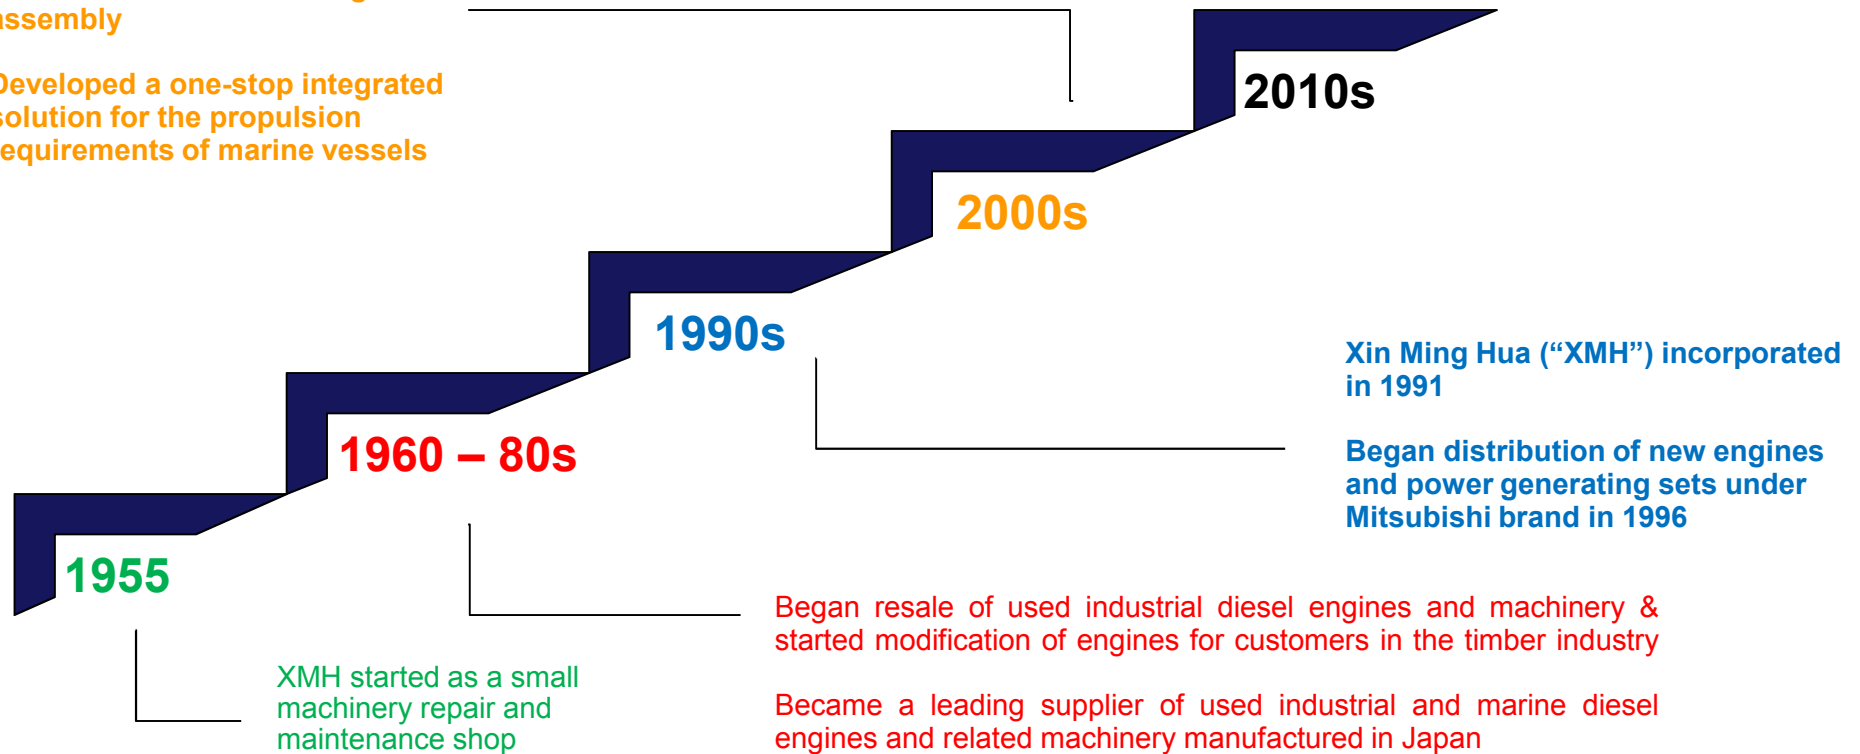 assembly
Developed a one-stop integrated
solution for the propulsion
requirements of marine vessels
2010s
2000s
1990s
Xin Ming Hua (“XMH”) incorporated
in 1991
Began distribution of new engines
and power generating sets under
Mitsubishi brand in 1996
1960 – 80s
1955
Began resale of used industrial diesel engines and machinery &
started modification of engines for customers in the timber industry
Became a leading supplier of used industrial and marine diesel
engines and related machinery manufactured in Japan
XMH started as a small
machinery repair and
maintenance shop